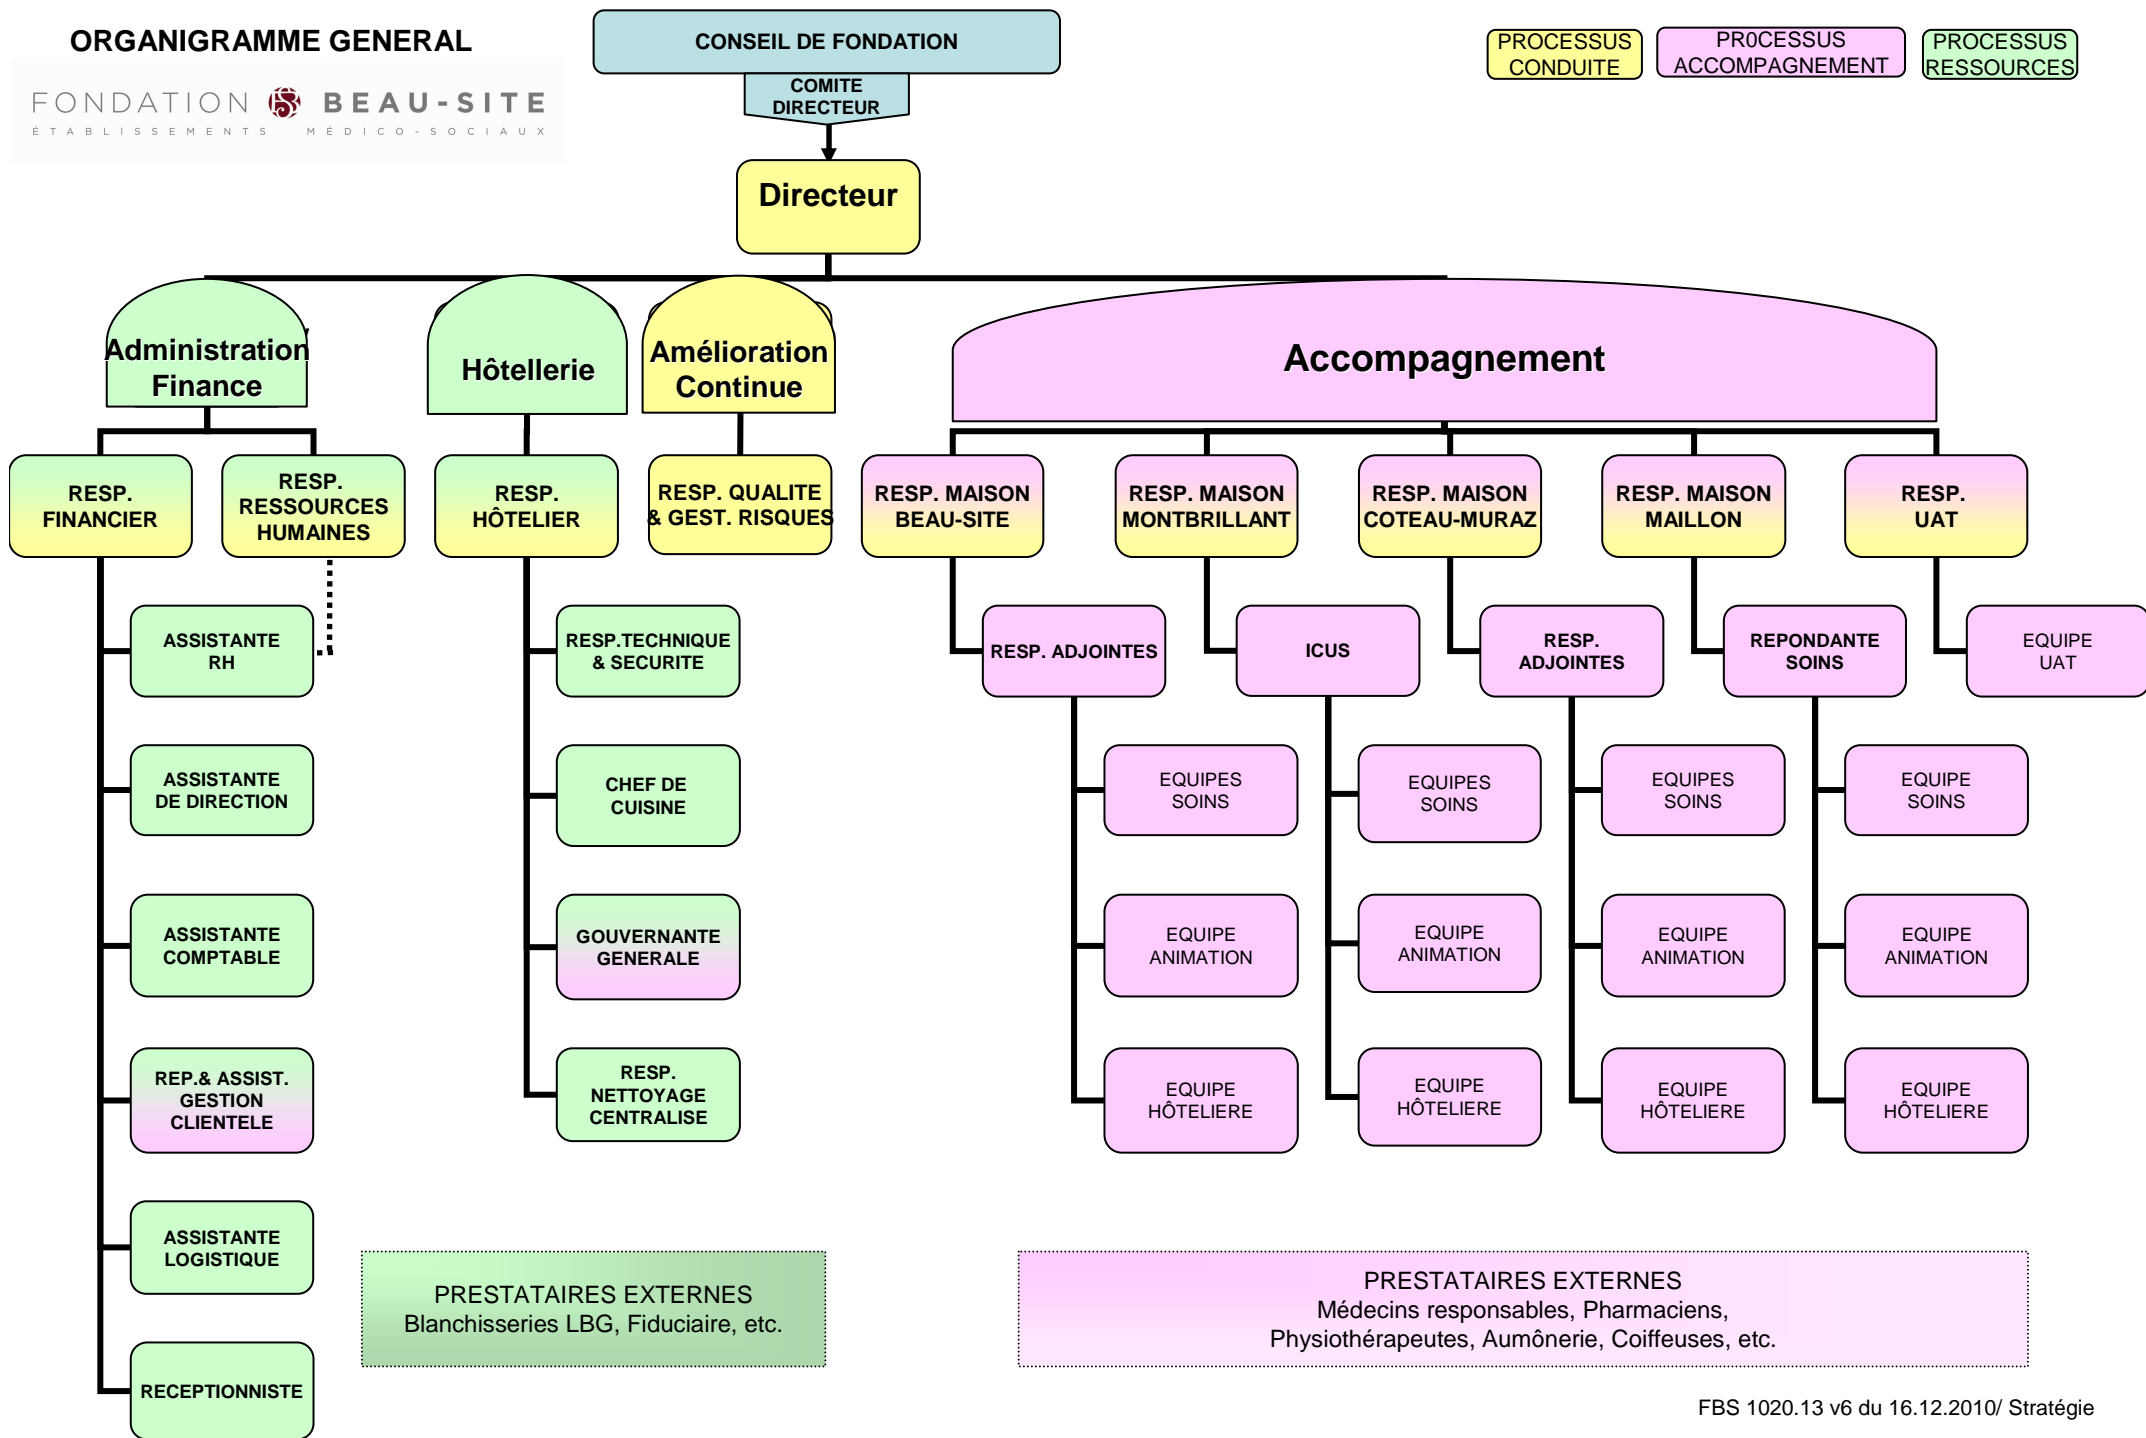 ORGANIGRAMME GENERAL
FONDATION FSB BEAU-SITE
ÉTABLISSEMENTS MÉDICO-SOCIAUX
CONSEIL DE FONDATION
COMITE
DIRECTEUR
PROCESSUS
CONDUITE
PR0CESSUS
ACCOMPAGNEMENT
PROCESSUS
RESSOURCES
Directeur
Administration
Finance
Hôtellerie
Amélioration
Continue
Accompagnement
RESP.
FINANCIER
RESP.
RESSOURCES
HUMAINES
RESP.
HÔTELIER
RESP. QUALITE
& GEST. RISQUES
RESP. MAISON
BEAU-SITE
RESP. MAISON
MONTBRILLANT
RESP. MAISON
COTEAU-MURAZ
RESP. MAISON
MAILLON
RESP.
UAT
ASSISTANTE
RH
RESP.TECHNIQUE
& SECURITE
RESP. ADJOINTES
ICUS
RESP.
ADJOINTES
REPONDANTE
SOINS
EQUIPE
UAT
ASSISTANTE
DE DIRECTION
CHEF DE
CUISINE
EQUIPES
SOINS
EQUIPES
SOINS
EQUIPES
SOINS
EQUIPE
SOINS
ASSISTANTE
COMPTABLE
GOUVERNANTE
GENERALE
EQUIPE
ANIMATION
EQUIPE
ANIMATION
EQUIPE
ANIMATION
EQUIPE
ANIMATION
REP.& ASSIST.
GESTION
CLIENTELE
RESP.
NETTOYAGE
CENTRALISE
EQUIPE
HÔTELIERE
EQUIPE
HÔTELIERE
EQUIPE
HÔTELIERE
EQUIPE
HÔTELIERE
ASSISTANTE
LOGISTIQUE
PRESTATAIRES EXTERNES
Blanchisseries LBG, Fiduciaire, etc.
PRESTATAIRES EXTERNES
Médecins responsables, Pharmaciens,
Physiothérapeutes, Aumônerie, Coiffeuses, etc.
RECEPTIONNISTE
FBS 1020.13 v6 du 16.12.2010/ Stratégie